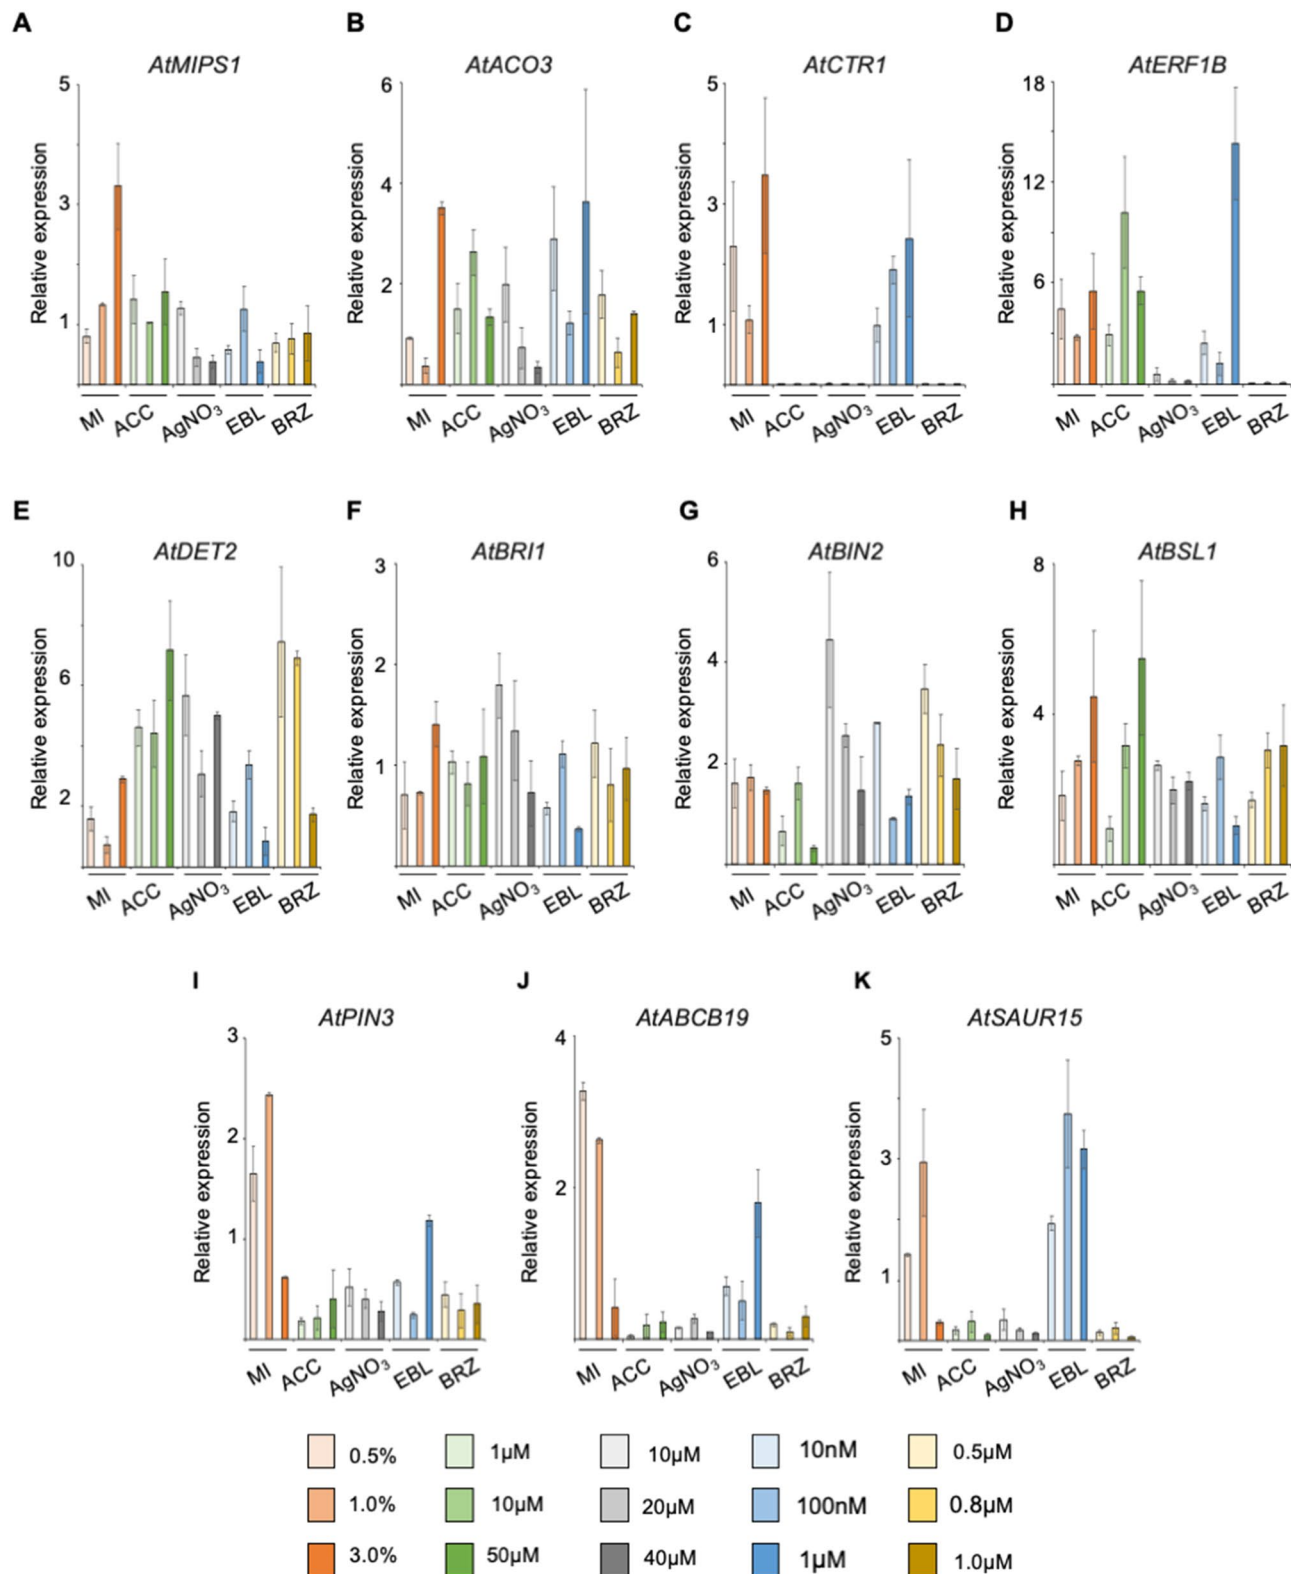 A B C D
AtMIPS1 AtACO3 AtCTR1 AtERF1B
Relative expression Relative expression Relative expression Relative expression
5 6 5 18
3 4 3 12
1 2 1 6
MI ACC AgNO3 EBL BRZ MI ACC AgNO3 EBL BRZ MI ACC AgNO3 EBL BRZ MI ACC AgNO3 EBL BRZ
E F G H
AtDET2 AtBRI1 AtBIN2 AtBSL1
Relative expression Relative expression Relative expression Relative expression
10 3 6 8
6 2 4 4
2 1 2
MI ACC AgNO3 EBL BRZ MI ACC AgNO3 EBL BRZ MI ACC AgNO3 EBL BRZ MI ACC AgNO3 EBL BRZ
I J K
AtPIN3 AtABCB19 AtSAUR15
Relative expression Relative expression Relative expression
3 4 5
2 2 3
1 1
MI ACC AgNO3 EBL BRZ MI ACC AgNO3 EBL BRZ MI ACC AgNO3 EBL BRZ
0.5% 1µM 10µM 10nM 0.5µM
1.0% 10µM 20µM 100nM 0.8µM
3.0% 50µM 40µM 1µM 1.0µM